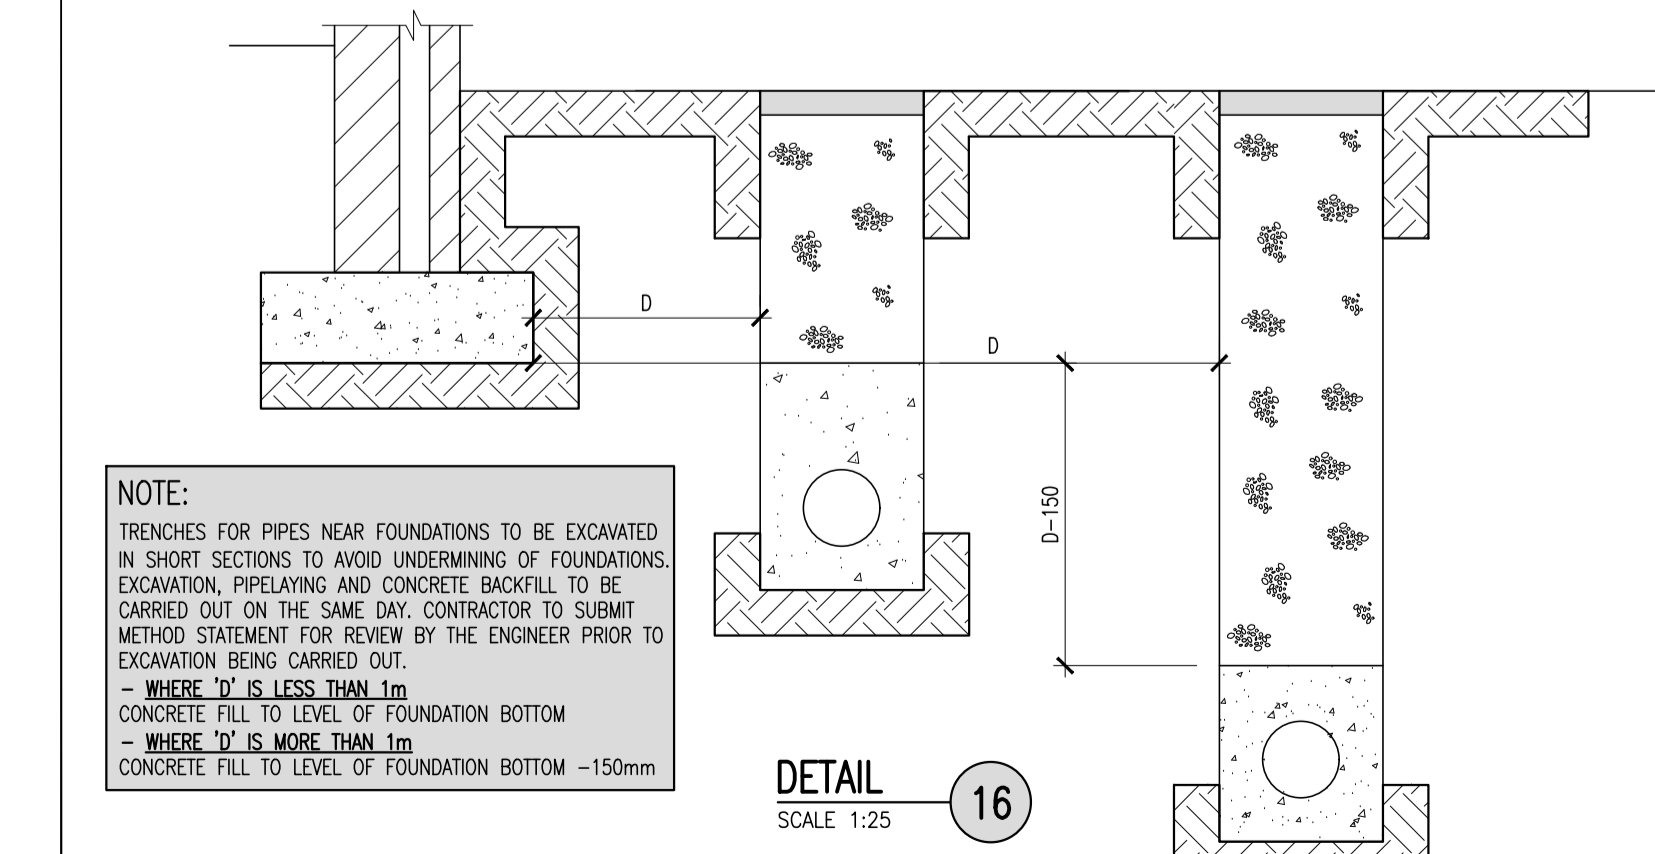 D
D
D-150
NOTE:
TRENCHES FOR PIPES NEAR FOUNDATIONS TO BE EXCAVATED
IN SHORT SECTIONS TO AVOID UNDERMINING OF FOUNDATIONS.
EXCAVATION, PIPELAYING AND CONCRETE BACKFILL TO BE
CARRIED OUT ON THE SAME DAY. CONTRACTOR TO SUBMIT
METHOD STATEMENT FOR REVIEW BY THE ENGINEER PRIOR TO
EXCAVATION BEING CARRIED OUT.
- WHERE 'D' IS LESS THAN 1m
CONCRETE FILL TO LEVEL OF FOUNDATION BOTTOM
- WHERE 'D' IS MORE THAN 1m
CONCRETE FILL TO LEVEL OF FOUNDATION BOTTOM -150mm
DETAIL
SCALE 1:25
16